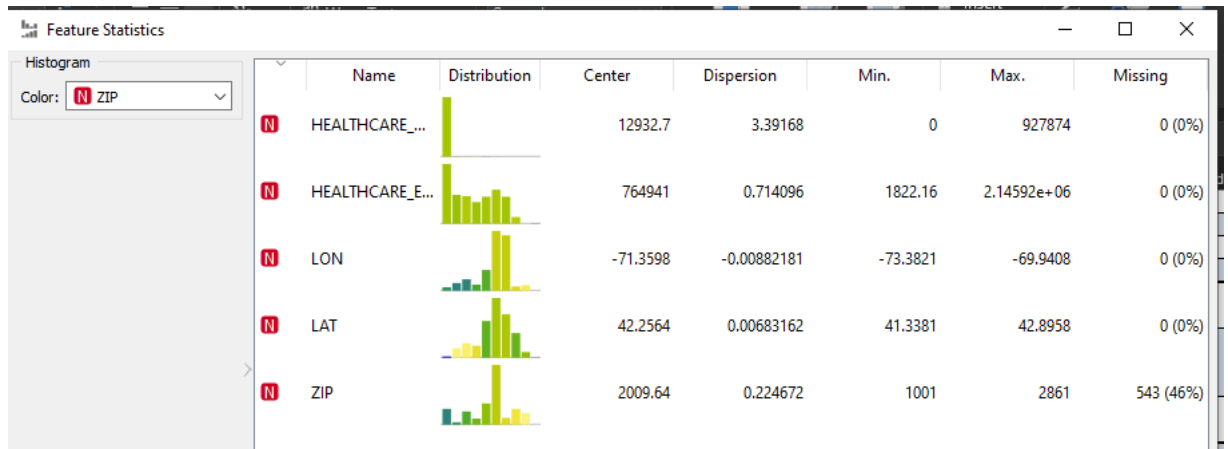 Feature Statistics
Histogram
Color: N ZIP
Name Distribution Center Dispersion Min. Max. Missing
N HEALTHCARE_... 12932.7 3.39168 0 927874 0 (0%)
N HEALTHCARE_E... 764941 0.714096 1822.16 2.14592e+06 0 (0%)
N LON -71.3598 -0.00882181 -73.3821 -69.9408 0 (0%)
N LAT 42.2564 0.00683162 41.3381 42.8958 0 (0%)
N ZIP 2009.64 0.224672 1001 2861 543 (46%)